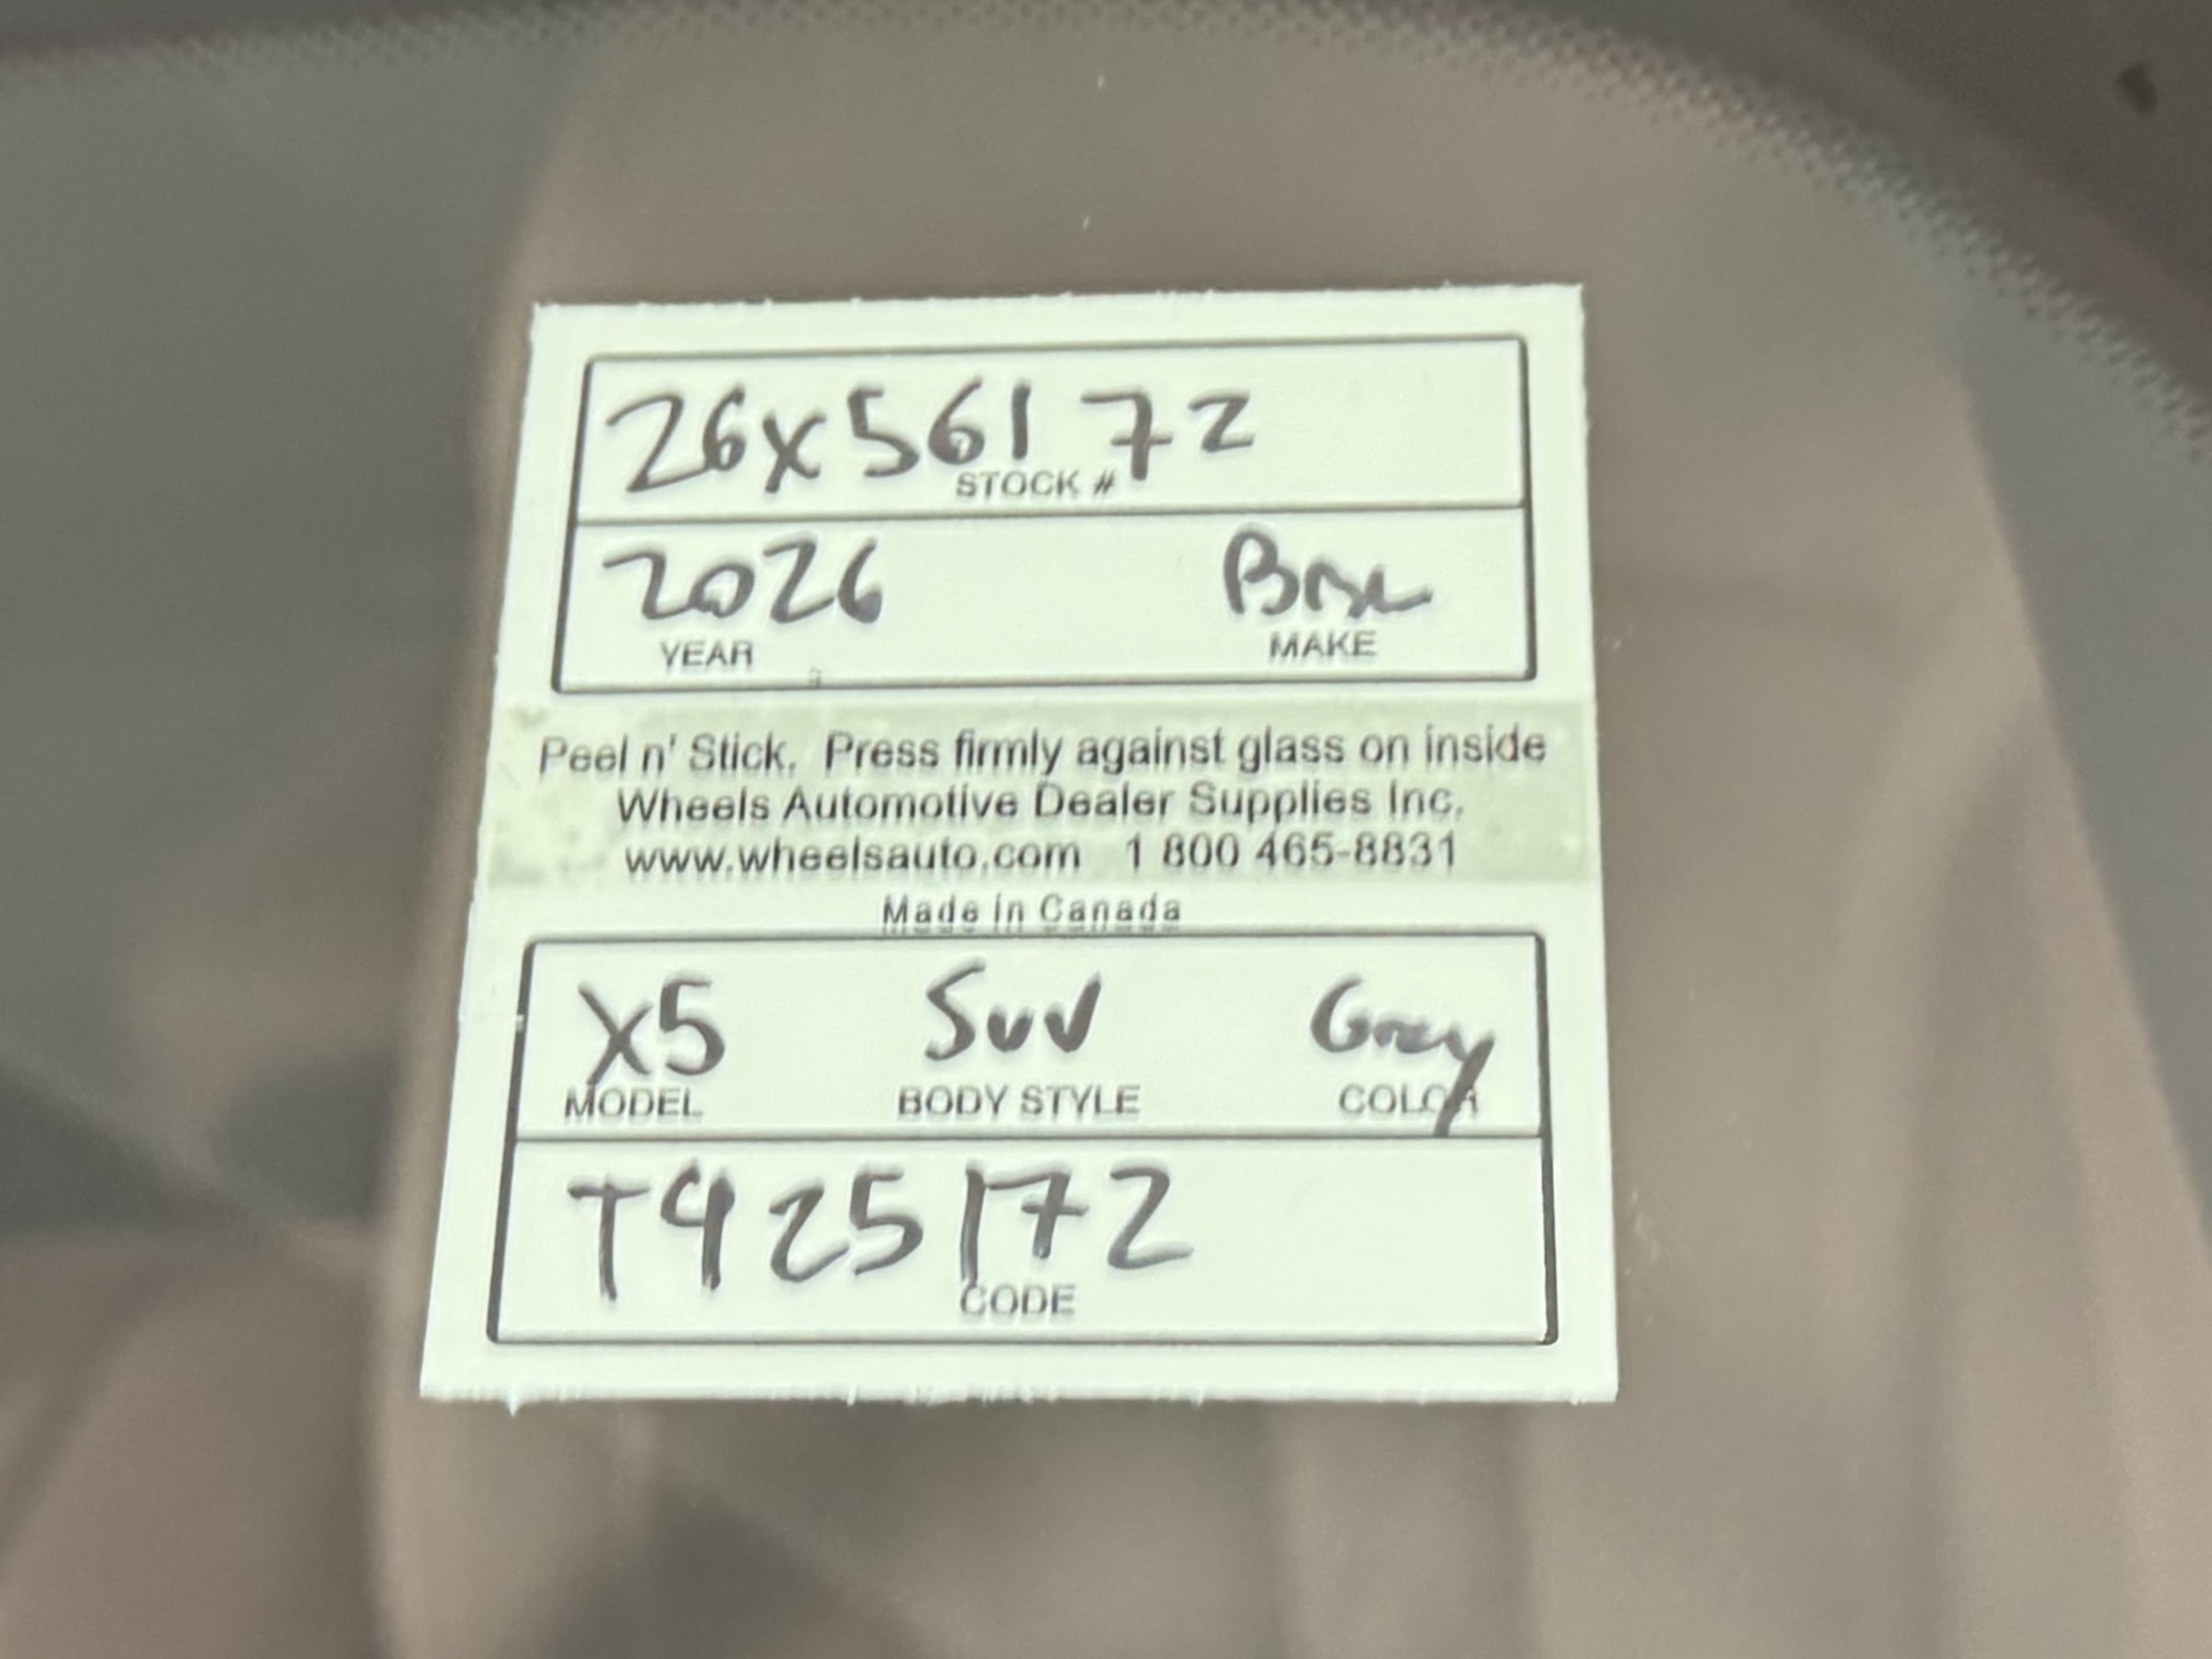 26x56172
STOCK #
2026 Bmw
YEAR MAKE
Peel n' Stick. Press firmly against glass on inside
Wheels Automotive Dealer Supplies Inc.
www.wheelsauto.com 1 800 465-8831
Made in Canada
X5 Suv Grey
MODEL BODY STYLE COLOR
T925172
CODE